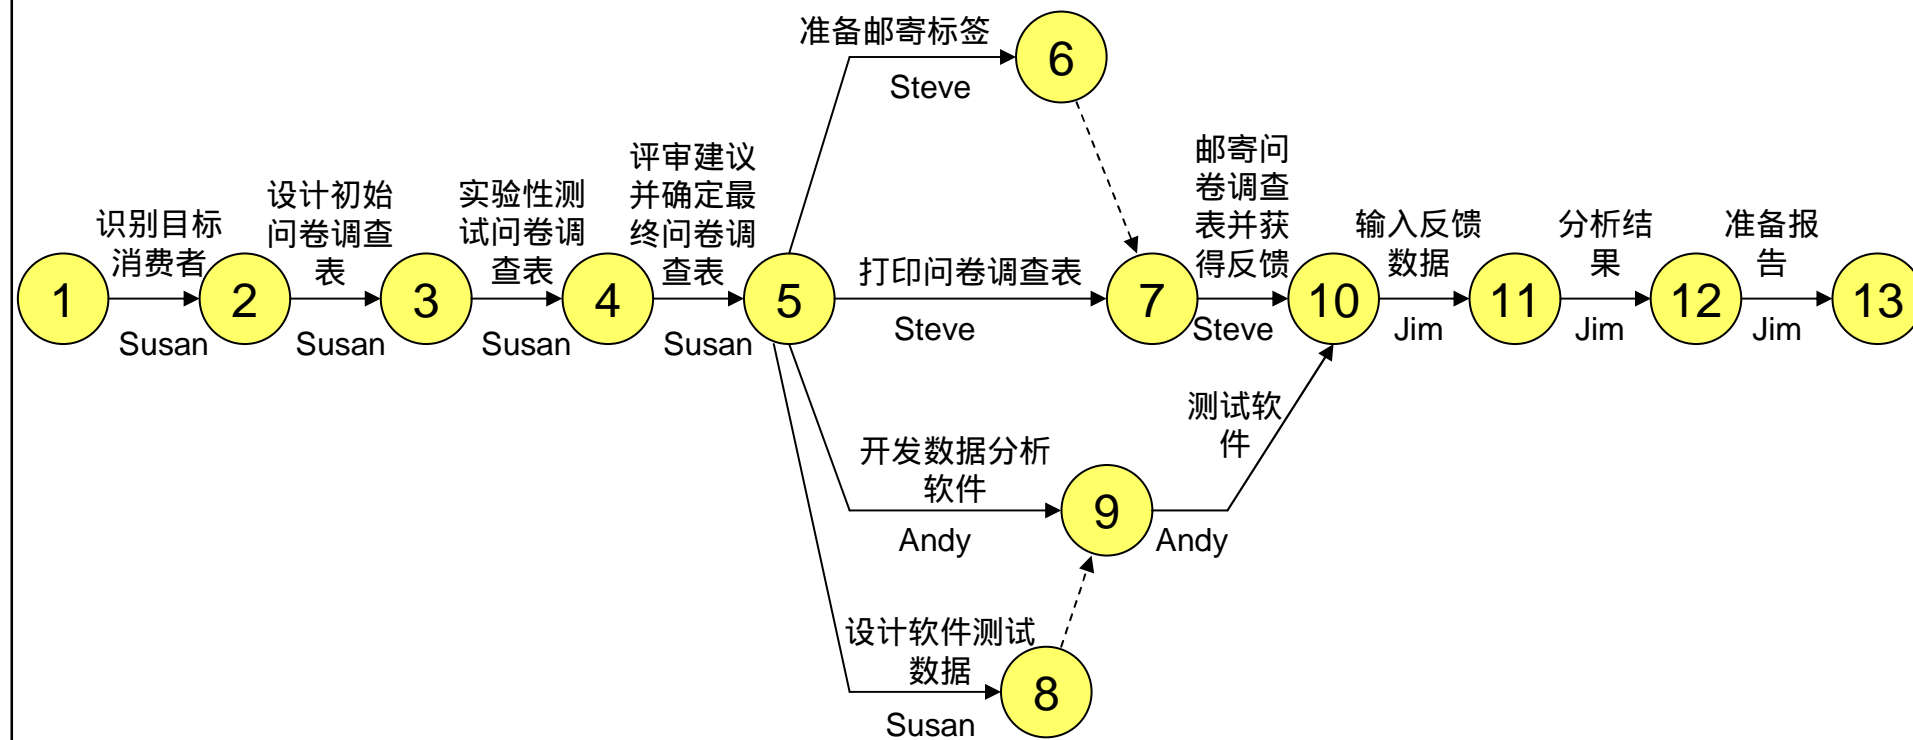 准备邮寄标签
6
Steve
评审建议
并确定最
终问卷调
查表
邮寄问
卷调查
表并获
得反馈
设计初始
问卷调查
表
实验性测
试问卷调
查表
识别目标
消费者
输入反馈
数据
分析结
果
准备报
告
打印问卷调查表
1
2
3
4
5
7
10
11
12
13
Susan
Susan
Susan
Susan
Steve
Steve
Jim
Jim
Jim
测试软
件
开发数据分析
软件
9
Andy
Andy
设计软件测试
数据
8
Susan